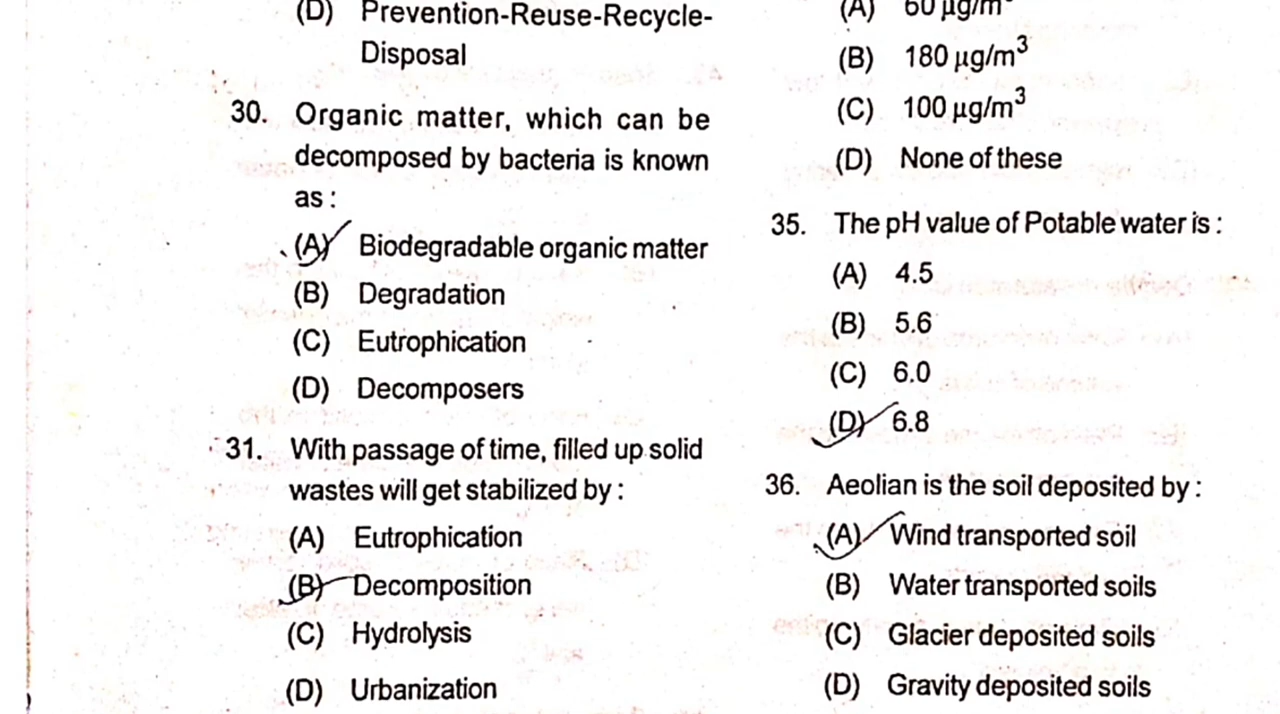 (D) Prevention-Reuse-Recycle-
Disposal
30. Organic matter, which can be
decomposed by bacteria is known
as :
(A) Biodegradable organic matter
(B) Degradation
(C) Eutrophication
(D) Decomposers
31. With passage of time, filled up solid
wastes will get stabilized by :
(A) Eutrophication
(B) Decomposition
(C) Hydrolysis
(D) Urbanization
(A) 60 µg/m³
(B) 180 µg/m³
(C) 100 µg/m³
(D) None of these
35. The pH value of Potable water is :
(A) 4.5
(B) 5.6
(C) 6.0
(D) 6.8
36. Aeolian is the soil deposited by :
(A) Wind transported soil
(B) Water transported soils
(C) Glacier deposited soils
(D) Gravity deposited soils